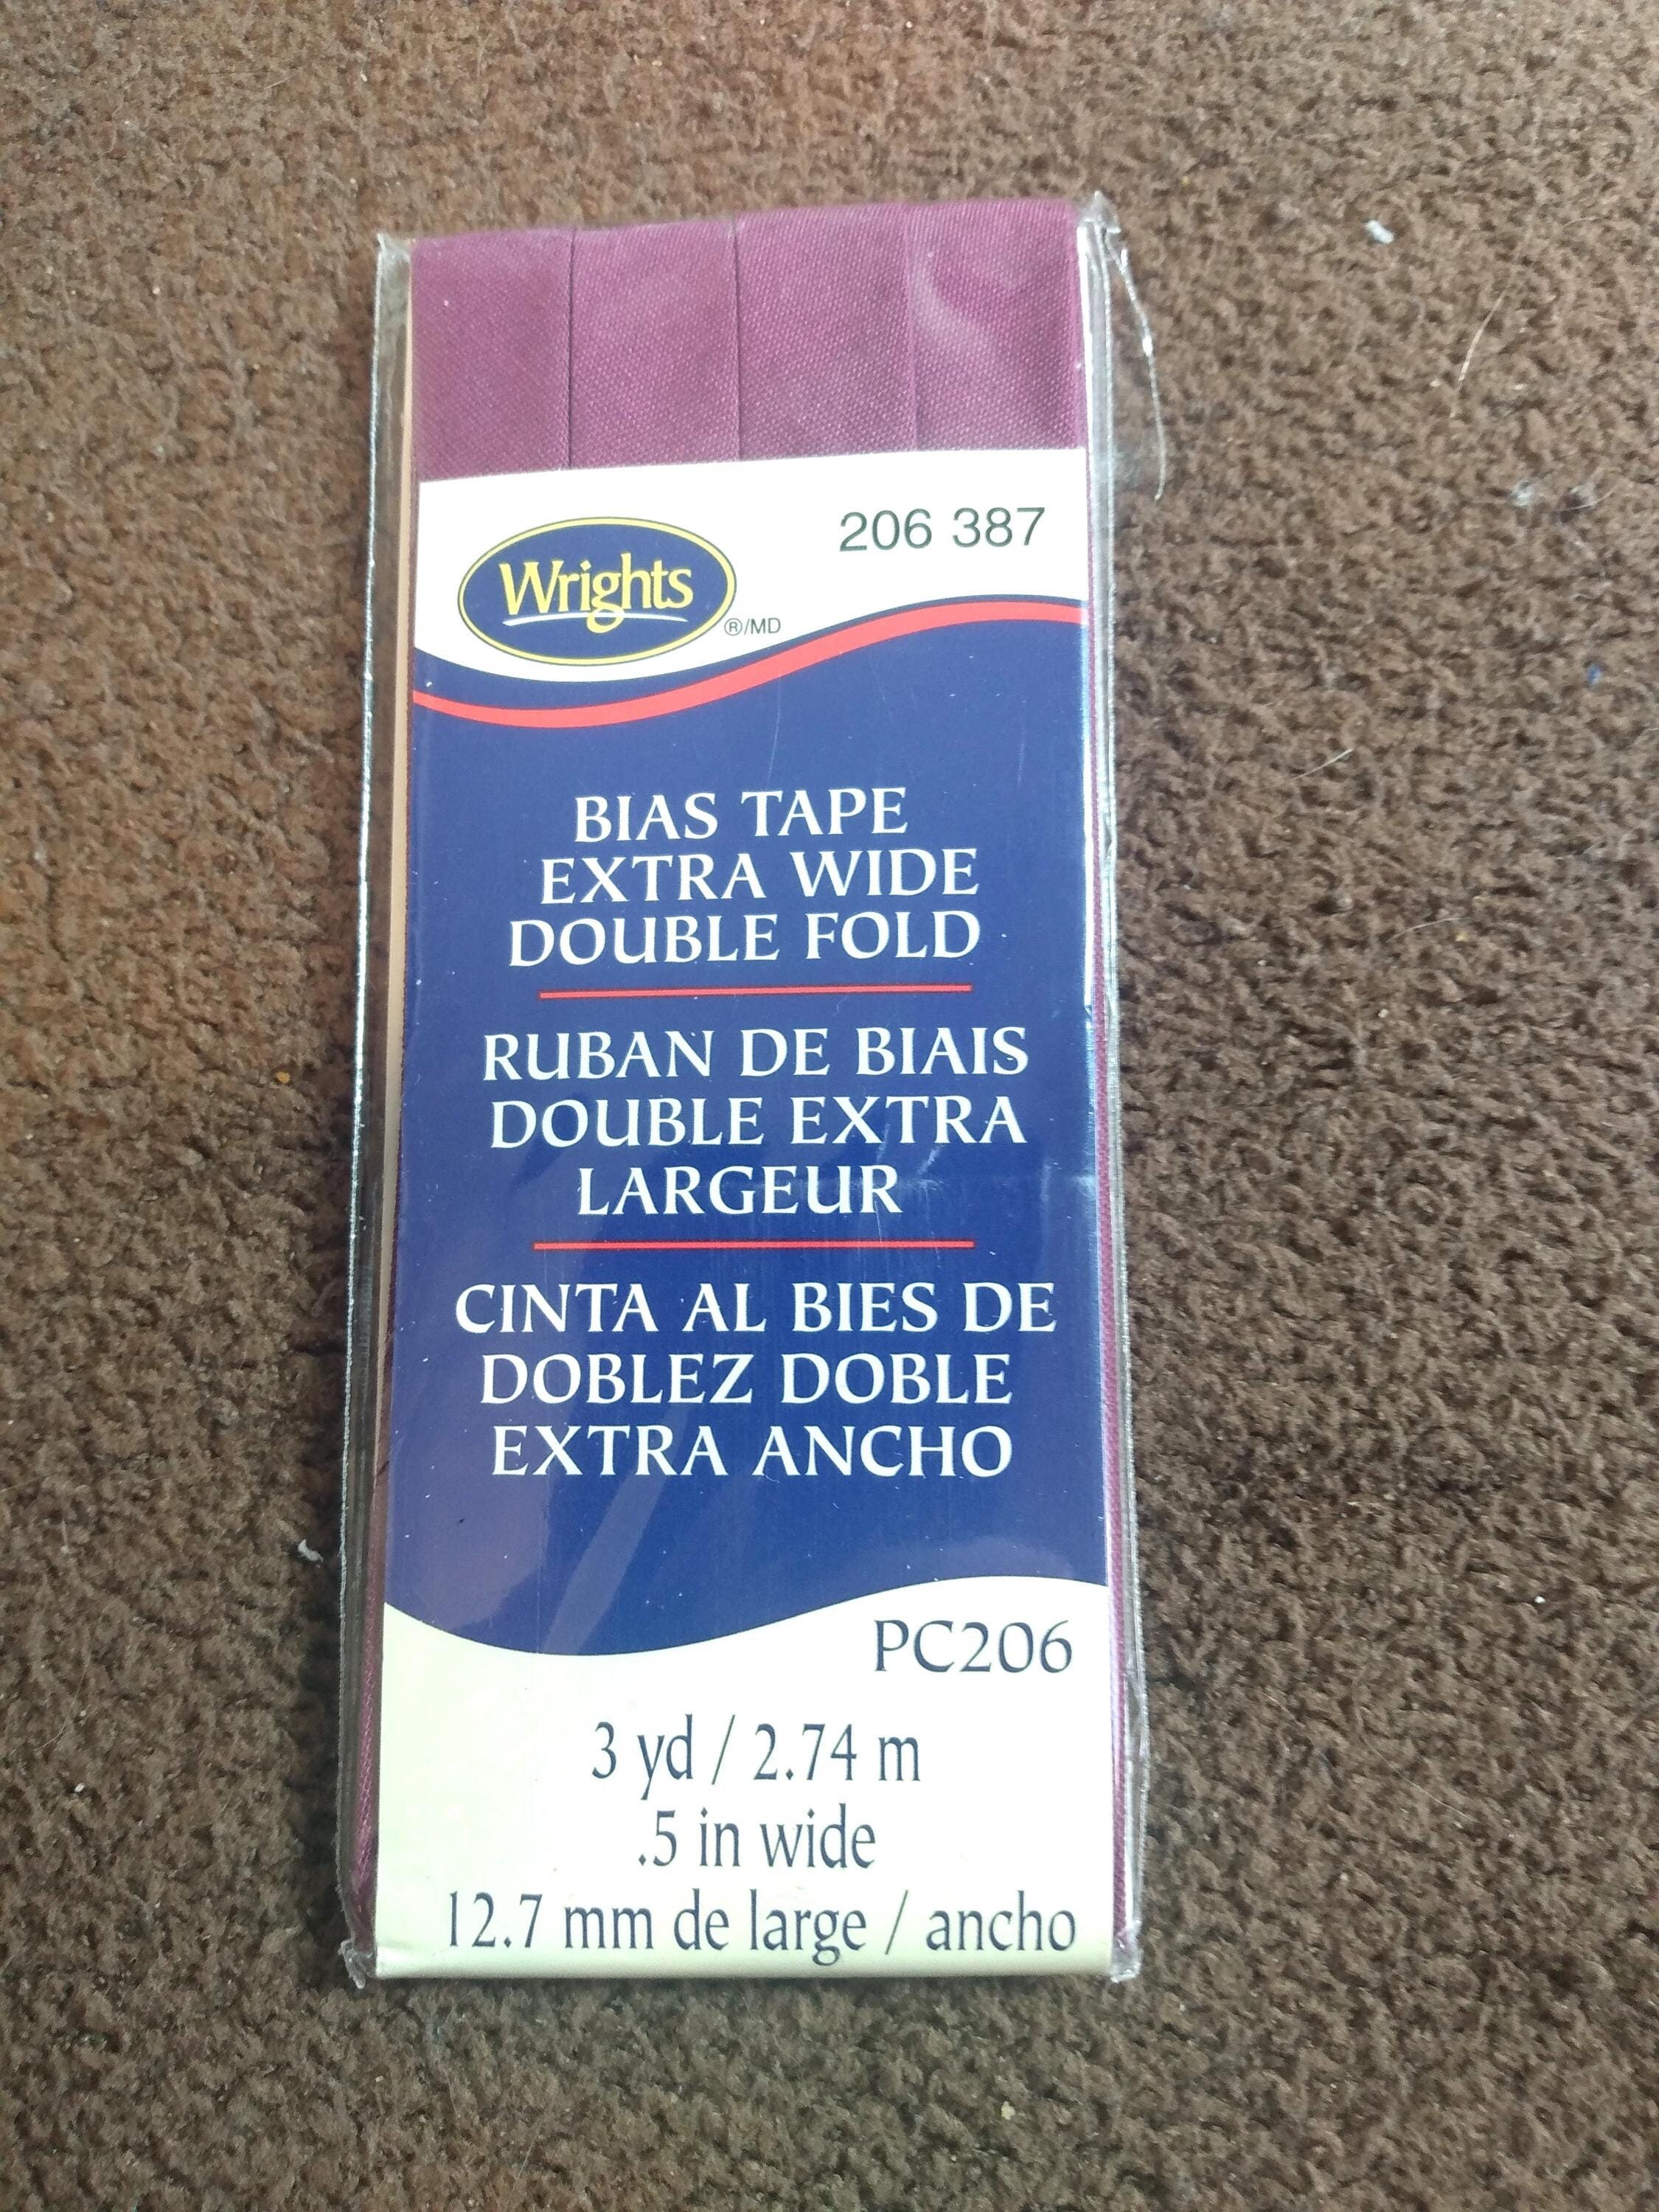 206 387
Wrights
®/MD
BIAS TAPE
EXTRA WIDE
DOUBLE FOLD
RUBAN DE BIAIS
DOUBLE EXTRA
LARGEUR
CINTA AL BIES DE
DOBLEZ DOBLE
EXTRA ANCHO
PC206
3 yd / 2.74 m
.5 in wide
12.7 mm de large / ancho